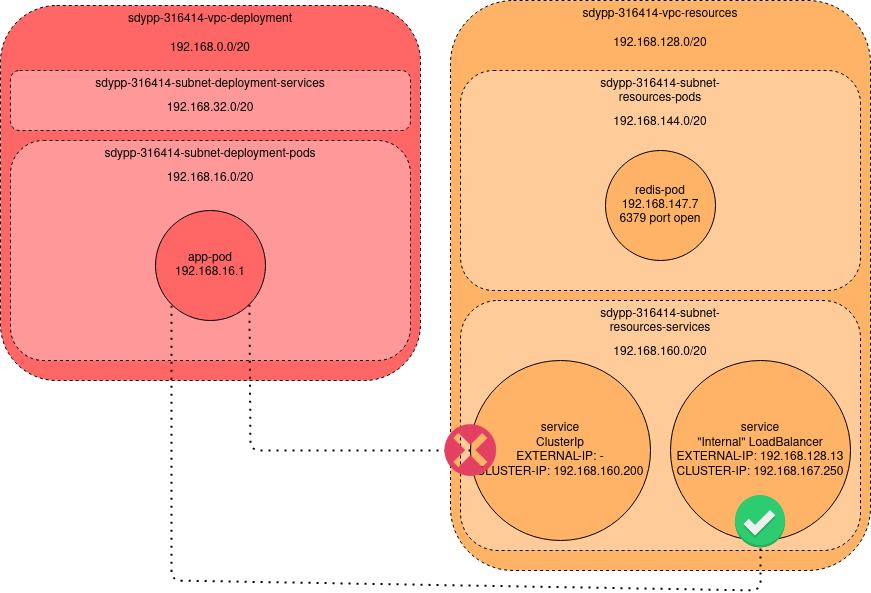 sdypp-316414-vpc-deployment
192.168.0.0/20
sdypp-316414-subnet-deployment-services
192.168.32.0/20
sdypp-316414-subnet-deployment-pods
192.168.16.0/20
app-pod
192.168.16.1
sdypp-316414-vpc-resources
192.168.128.0/20
sdypp-316414-subnet-
resources-pods
192.168.144.0/20
redis-pod
192.168.147.7
6379 port open
sdypp-316414-subnet-
resources-services
192.168.160.0/20
service
ClusterIp
EXTERNAL-IP: -
CLUSTER-IP: 192.168.160.200
service
"Internal" LoadBalancer
EXTERNAL-IP: 192.168.128.13
CLUSTER-IP: 192.168.167.250